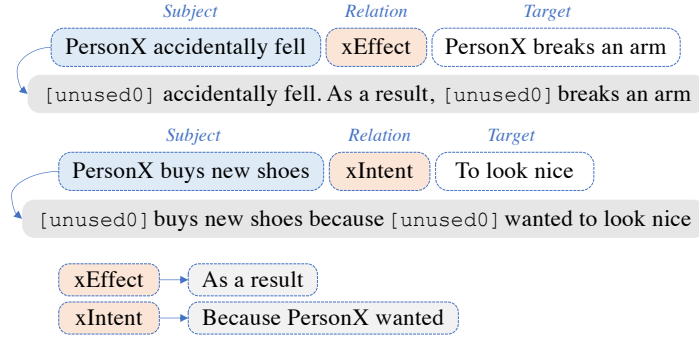 Subject Relation Target
PersonX accidentally fell xEffect PersonX breaks an arm
[unused0] accidentally fell. As a result, [unused0] breaks an arm
Subject Relation Target
PersonX buys new shoes xIntent To look nice
[unused0] buys new shoes because [unused0] wanted to look nice
xEffect As a result
xIntent Because PersonX wanted